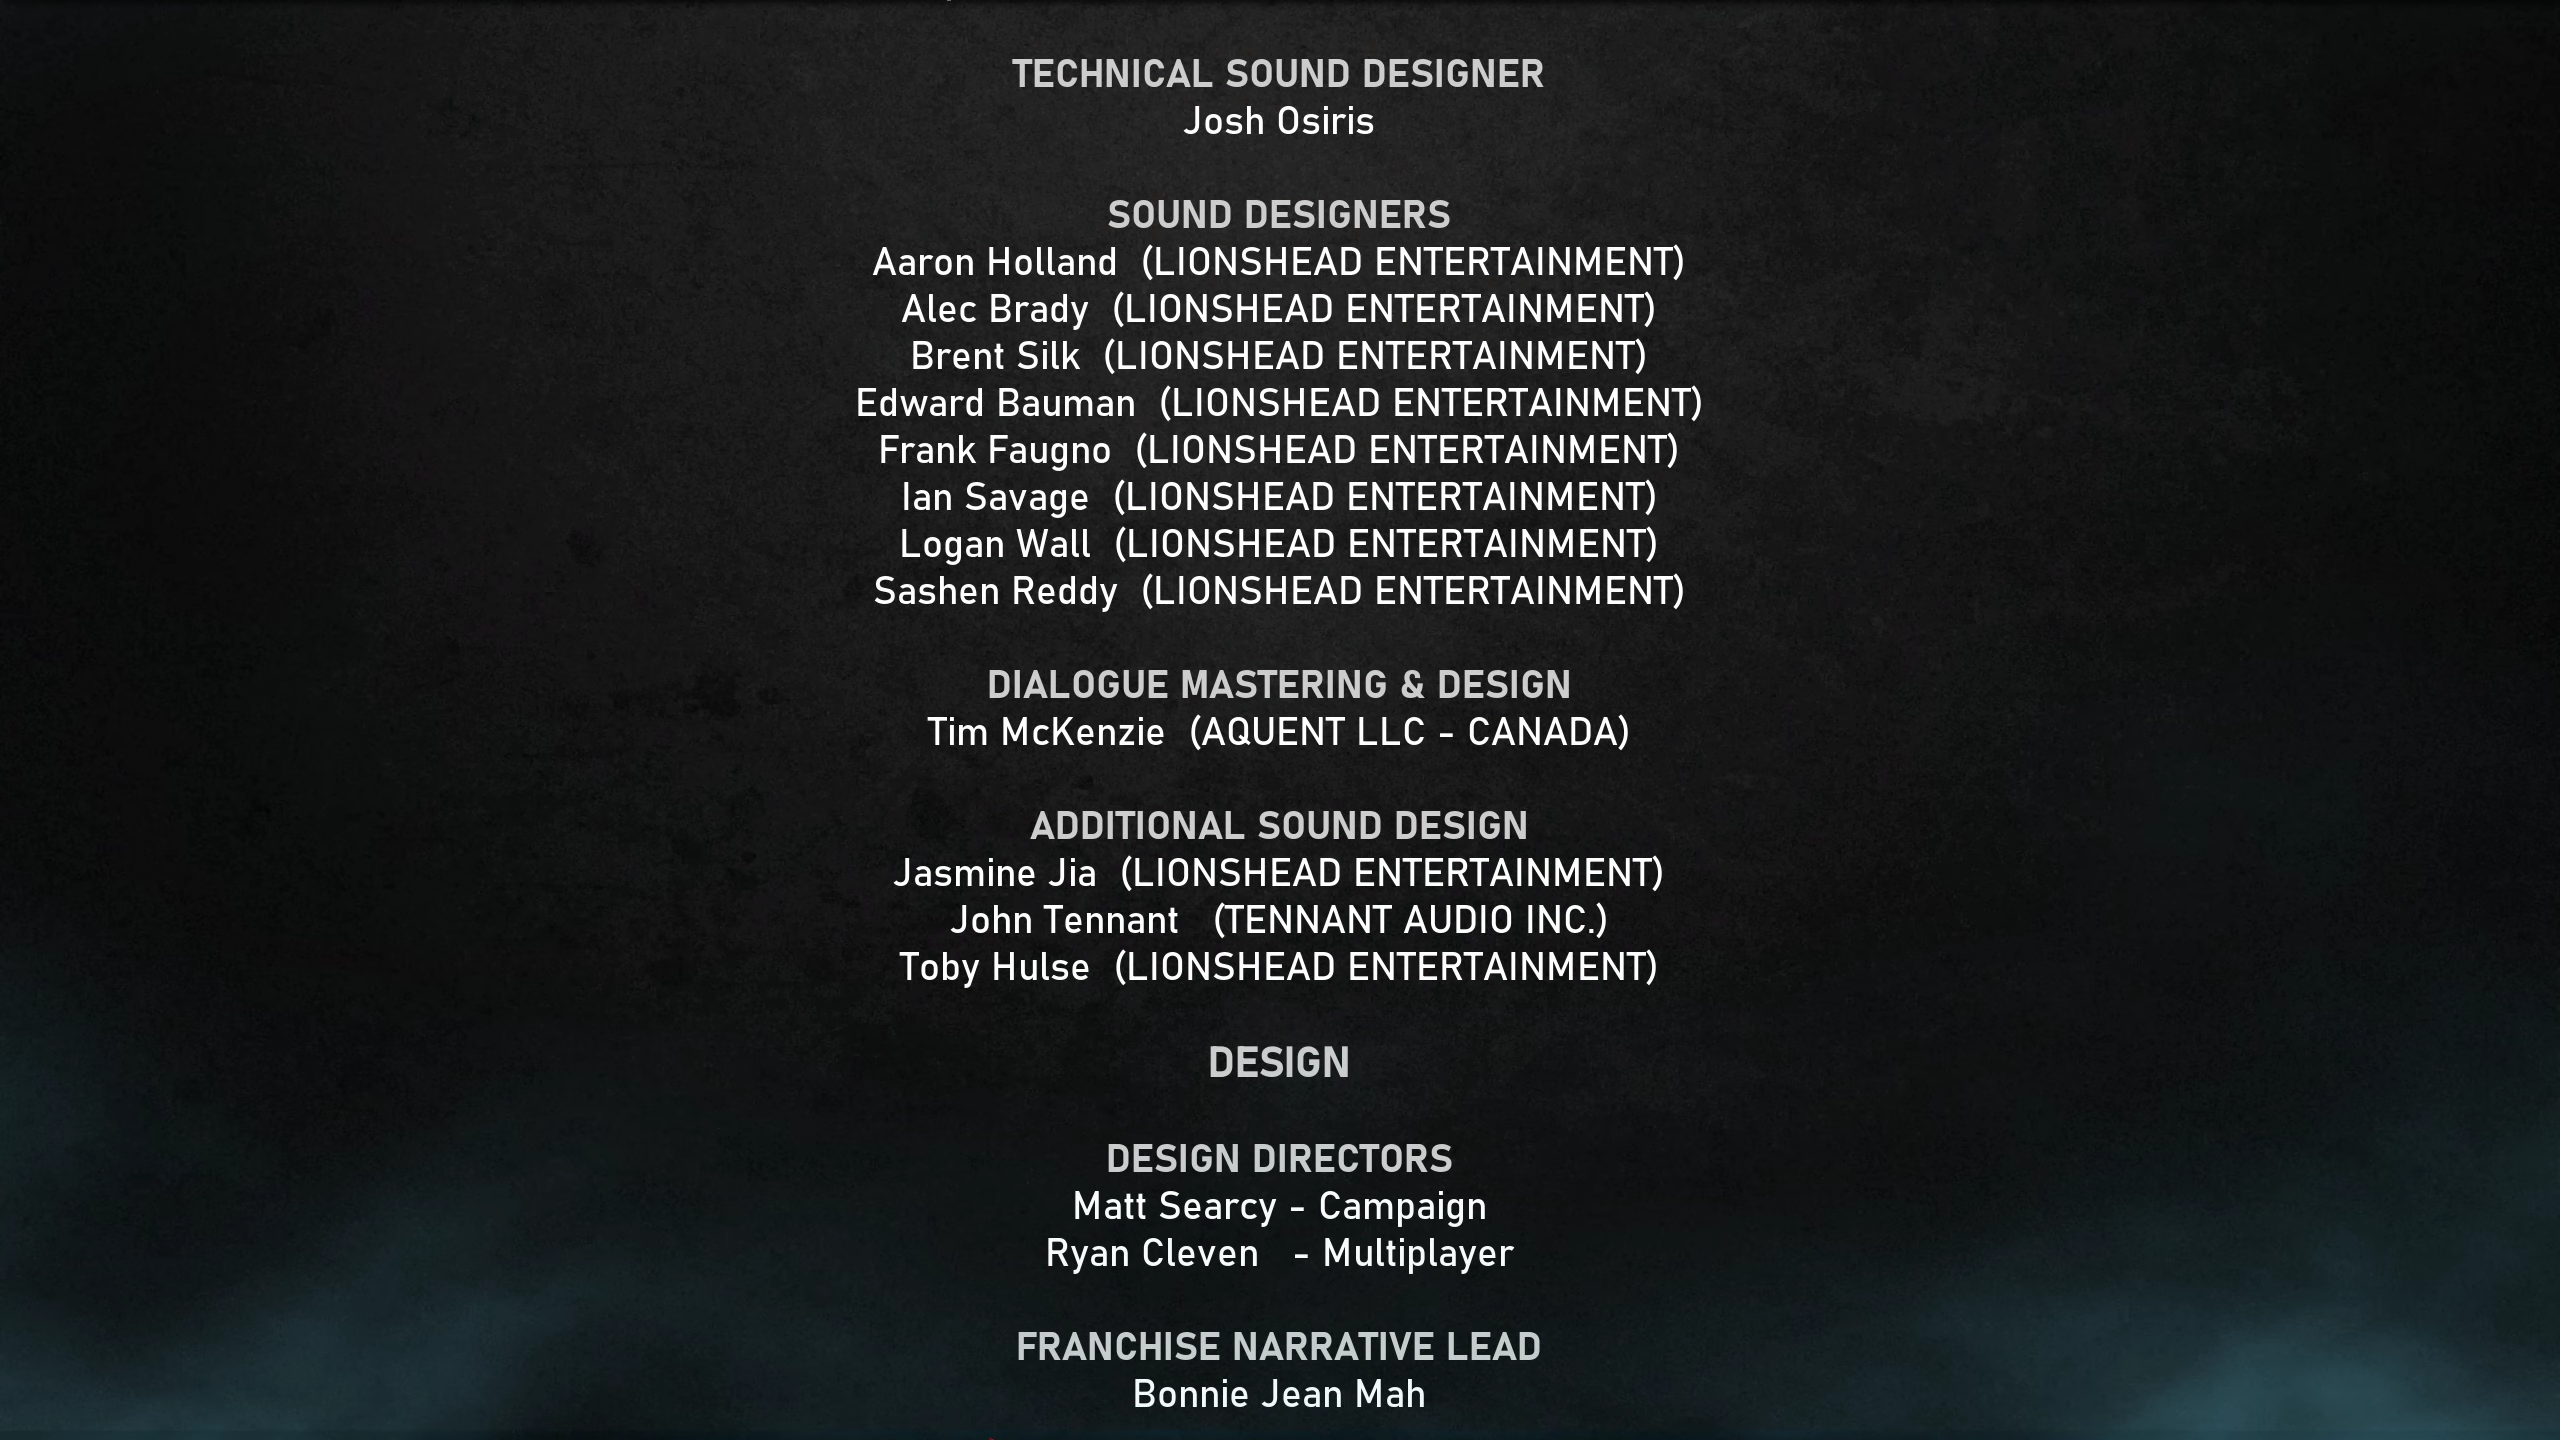 TECHNICAL SOUND DESIGNER
Josh Osiris
SOUND DESIGNERS
Aaron Holland (LIONSHEAD ENTERTAINMENT)
Alec Brady (LIONSHEAD ENTERTAINMENT)
Brent Silk (LIONSHEAD ENTERTAINMENT)
Edward Bauman (LIONSHEAD ENTERTAINMENT)
Frank Faugno (LIONSHEAD ENTERTAINMENT)
Ian Savage (LIONSHEAD ENTERTAINMENT)
Logan Wall (LIONSHEAD ENTERTAINMENT)
Sashen Reddy (LIONSHEAD ENTERTAINMENT)
DIALOGUE MASTERING & DESIGN
Tim McKenzie (AQUENT LLC - CANADA)
ADDITIONAL SOUND DESIGN
Jasmine Jia (LIONSHEAD ENTERTAINMENT)
John Tennant (TENNANT AUDIO INC.)
Toby Hulse (LIONSHEAD ENTERTAINMENT)
DESIGN
DESIGN DIRECTORS
Matt Searcy - Campaign
Ryan Cleven - Multiplayer
FRANCHISE NARRATIVE LEAD
Bonnie Jean Mah